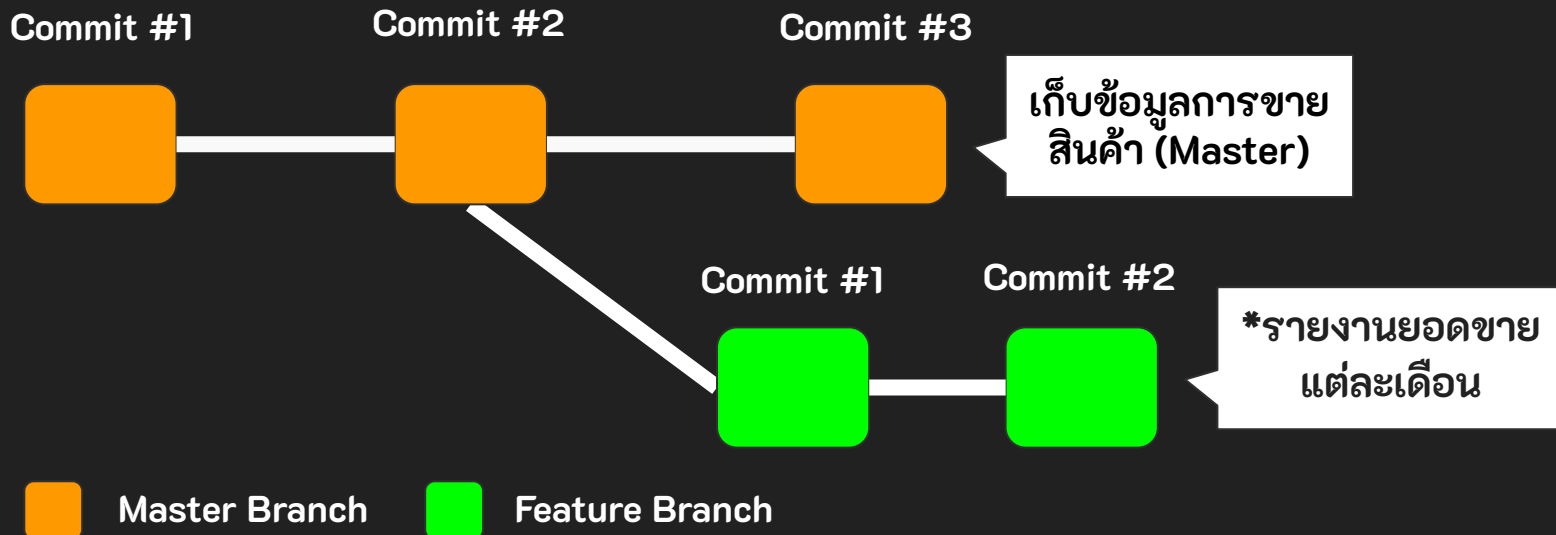 Commit #1
Commit #2
Commit #3
เก็บข้อมูลการขาย
สินค้า (Master)
Commit #1
Commit #2
*รายงานยอดขาย
แต่ละเดือน
Master Branch
Feature Branch